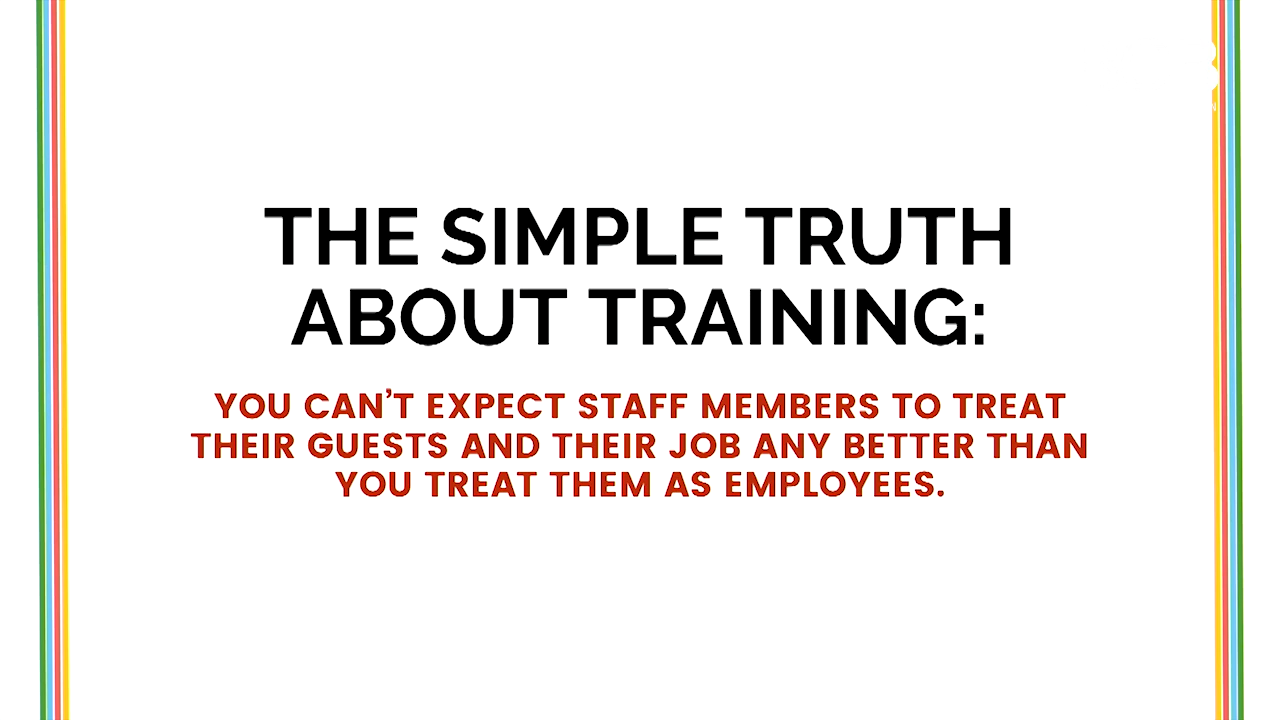 THE SIMPLE TRUTH
ABOUT TRAINING:
YOU CAN’T EXPECT STAFF MEMBERS TO TREAT
THEIR GUESTS AND THEIR JOB ANY BETTER THAN
YOU TREAT THEM AS EMPLOYEES.